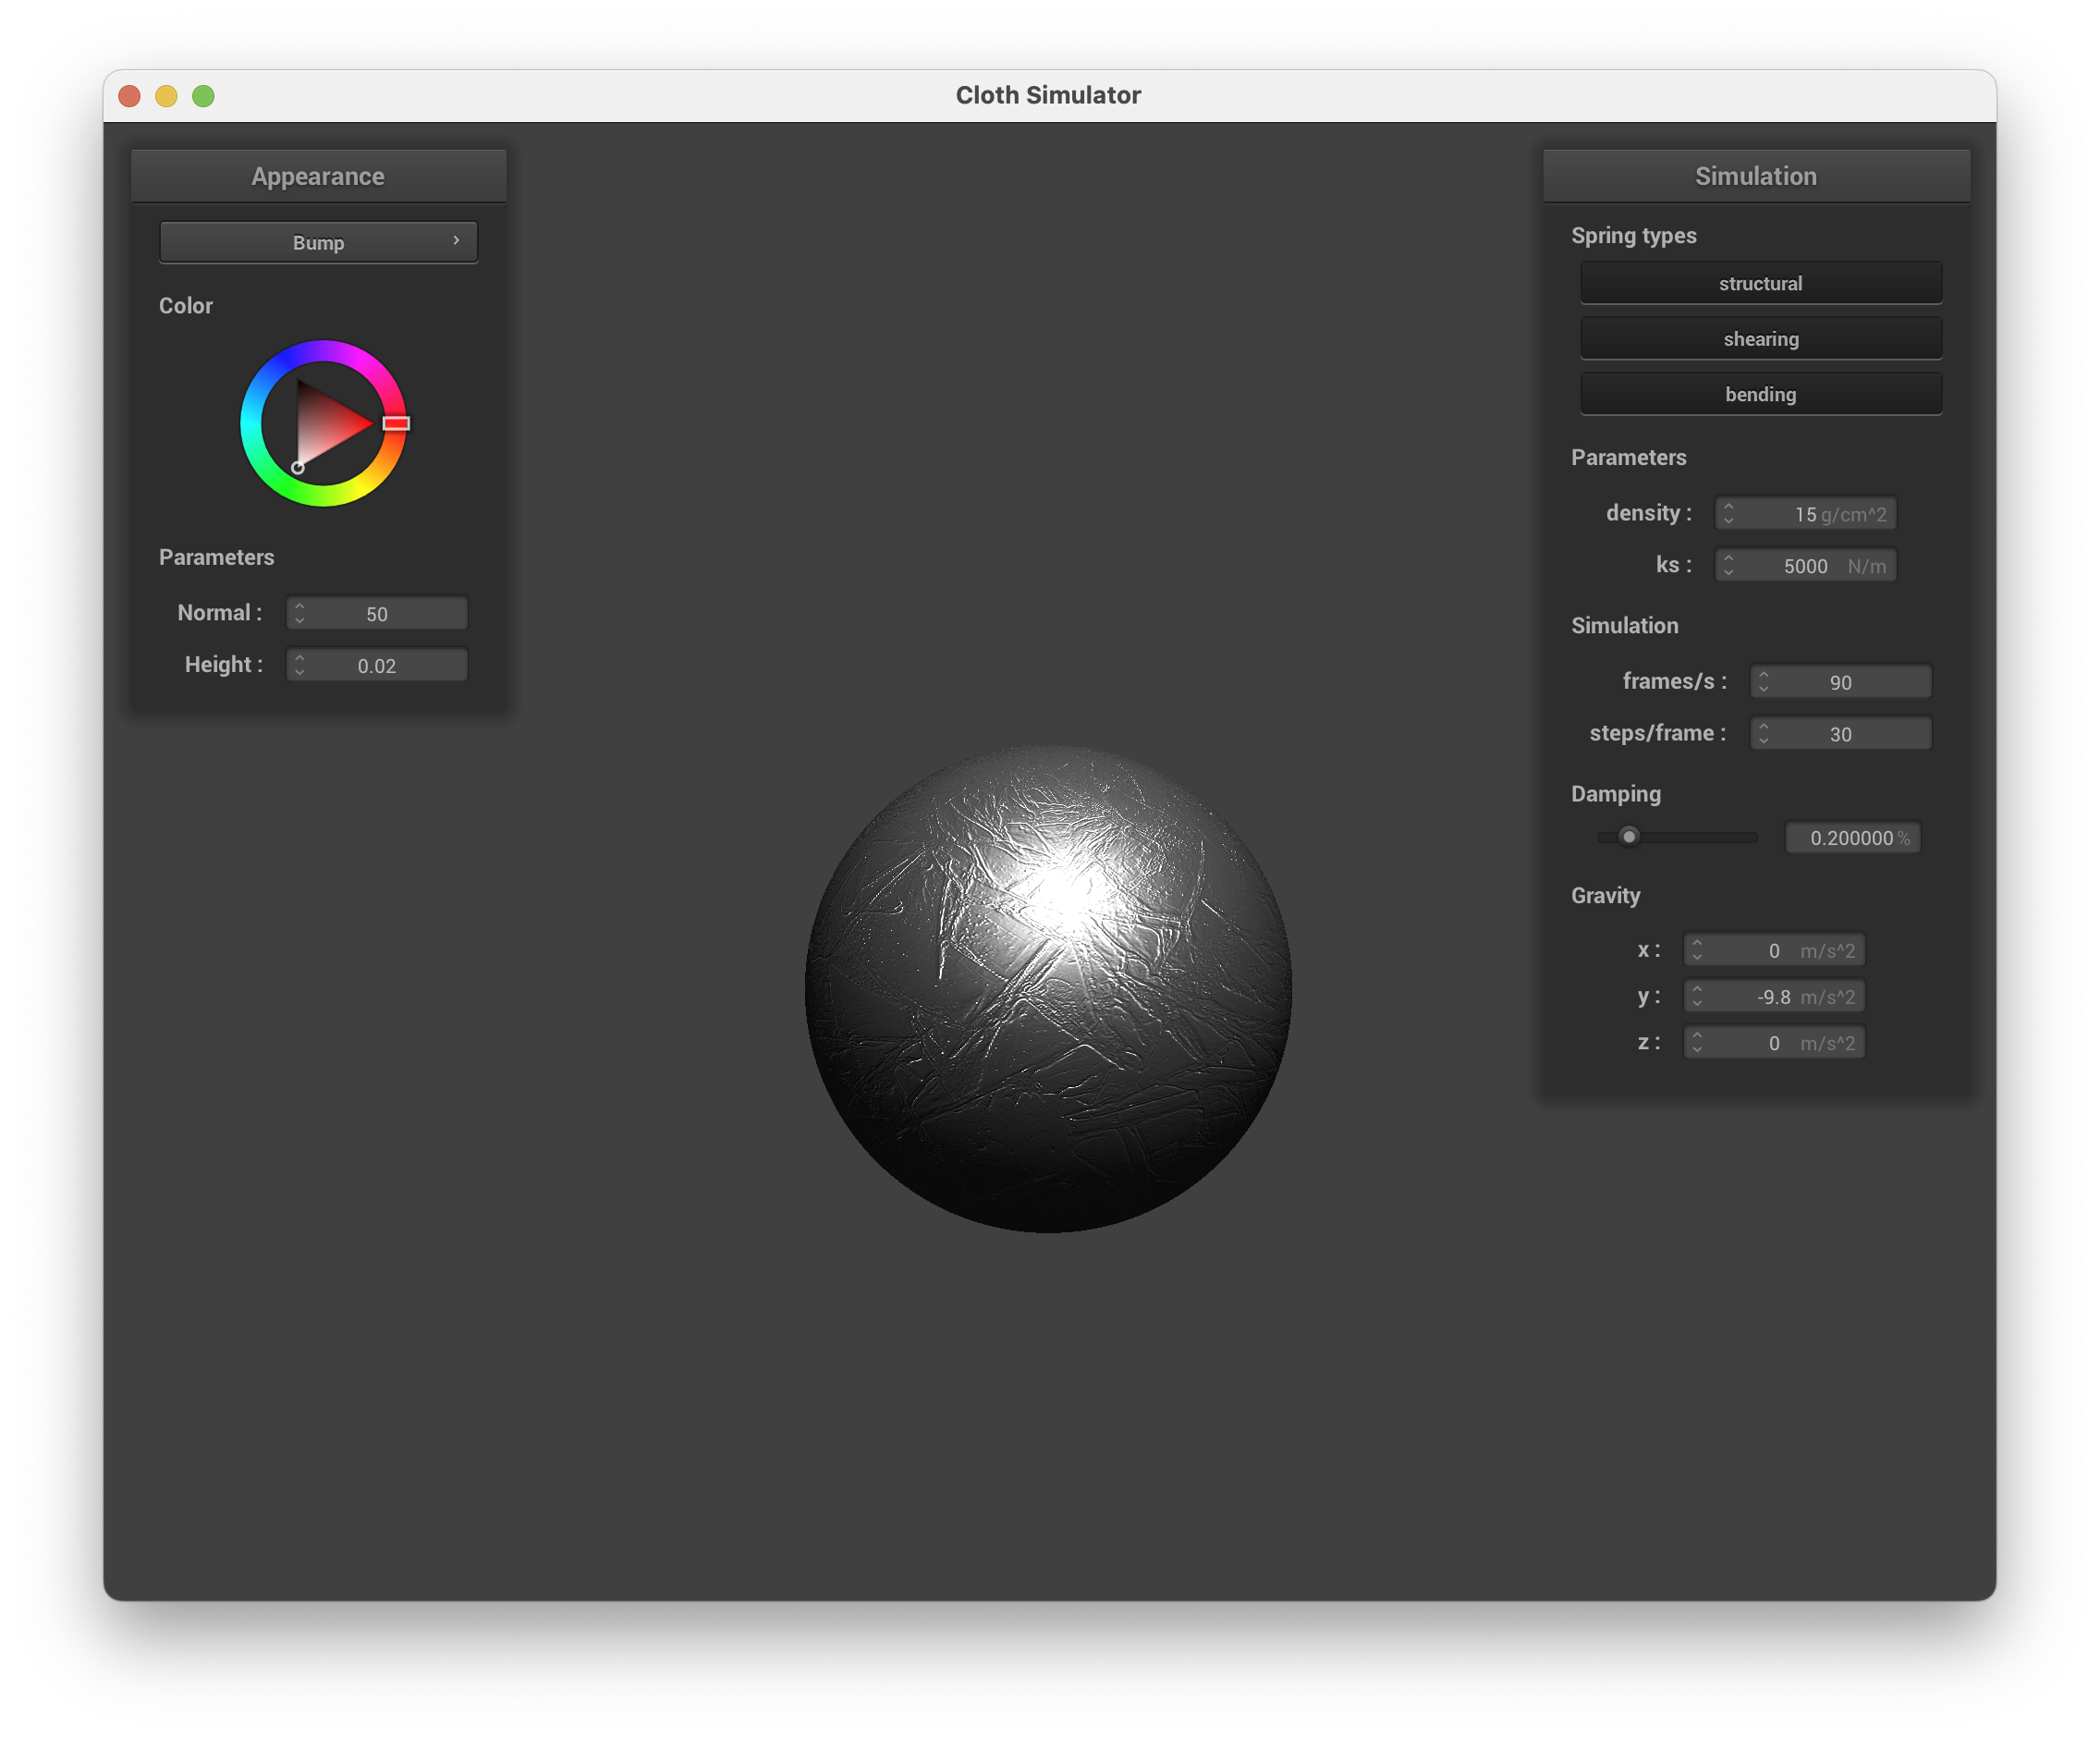 Cloth Simulator
Appearance
Bump
Color
Parameters
Normal : 50
Height : 0.02
Simulation
Spring types
structural
shearing
bending
Parameters
density : 15 g/cm^2
ks : 5000 N/m
Simulation
frames/s : 90
steps/frame : 30
Damping
0.200000 %
Gravity
x : 0 m/s^2
y : -9.8 m/s^2
z : 0 m/s^2